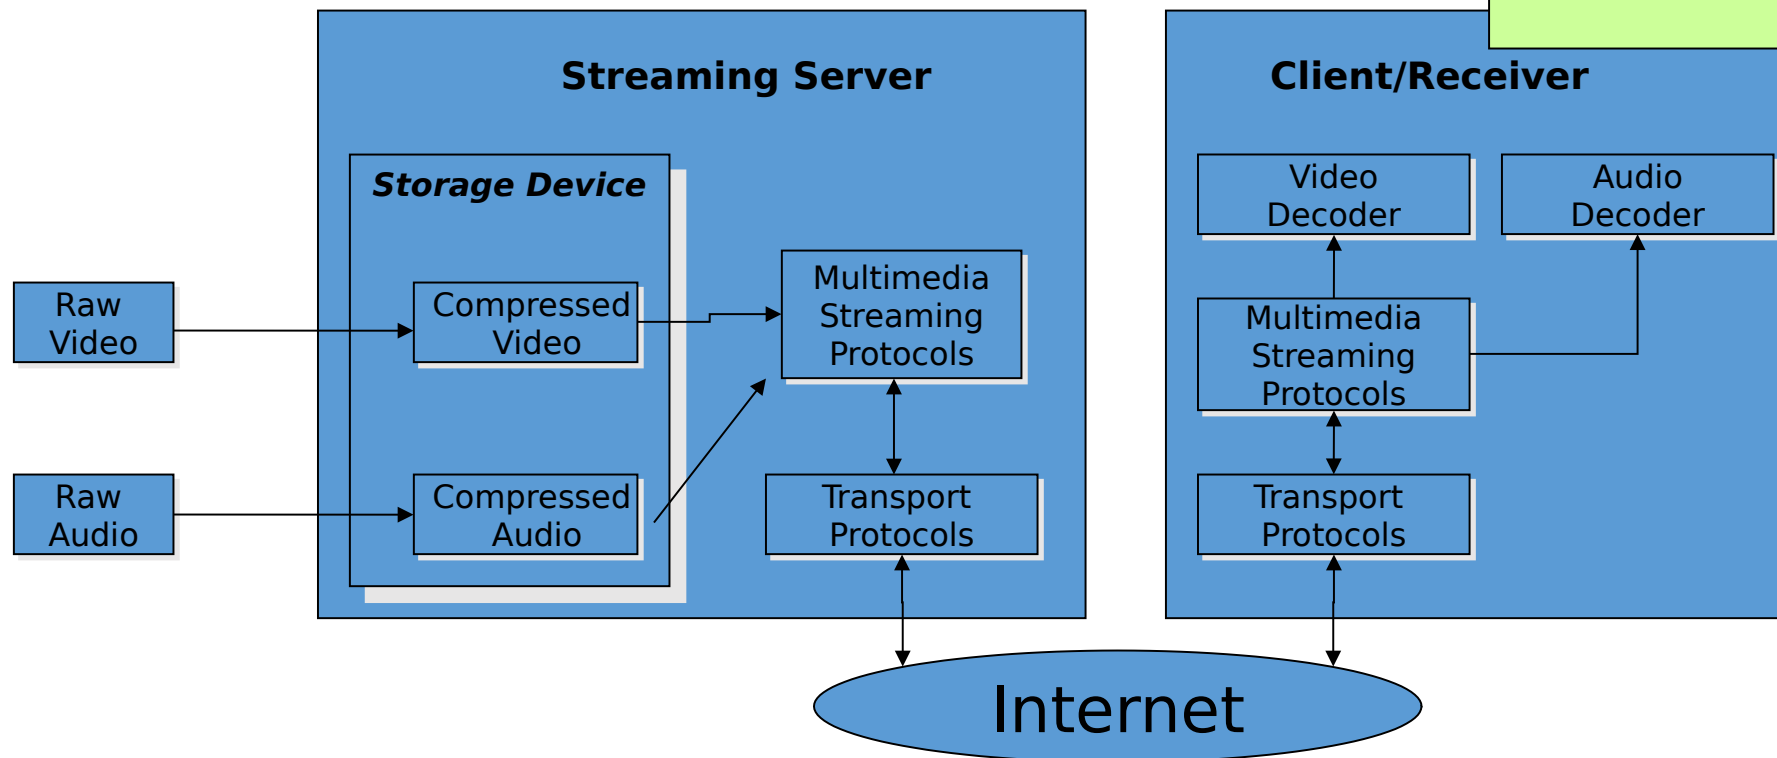 Streaming Server
Client/Receiver
Storage Device
Raw
Video
Compressed
Video
Multimedia
Streaming
Protocols
Raw
Audio
Compressed
Audio
Transport
Protocols
Video
Decoder
Audio
Decoder
Multimedia
Streaming
Protocols
Transport
Protocols
Internet